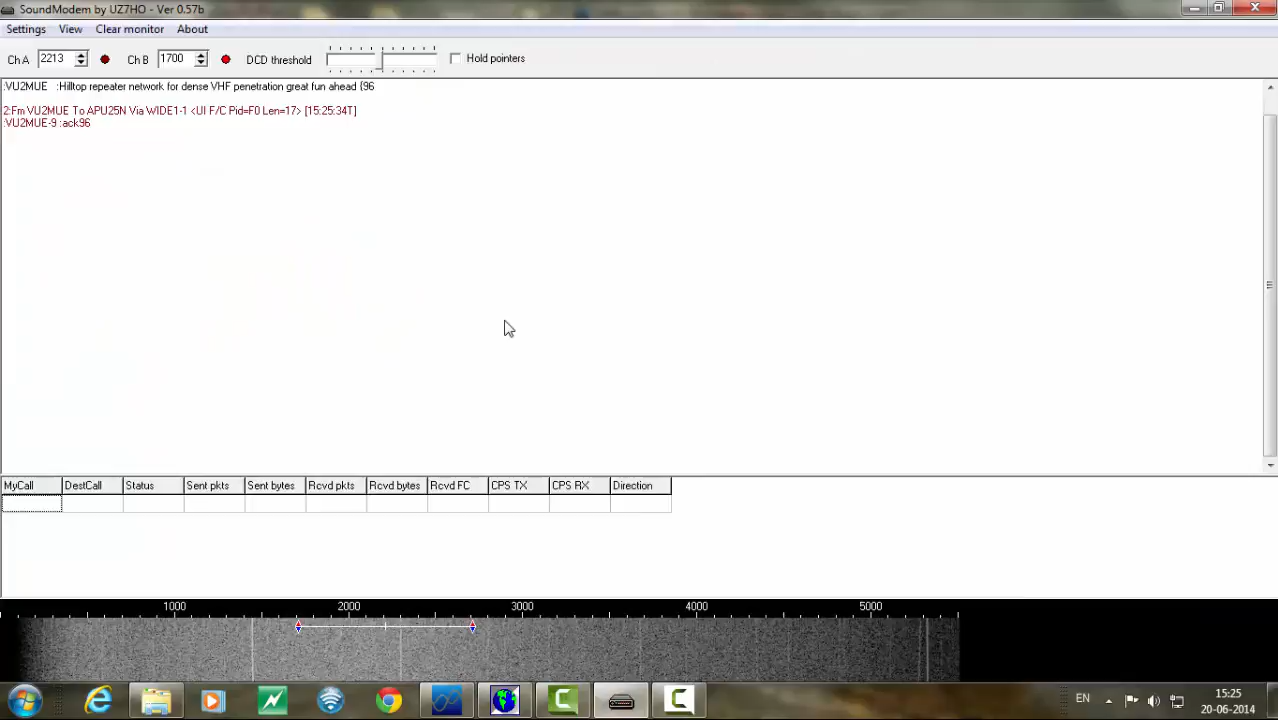 SoundModem by UZ7HO - Ver 0.57b
Settings View Clear monitor About
Ch A 2213 Ch B 1700 DCD threshold Hold pointers
:VU2MUE :Hilltop repeater network for dense VHF penetration great fun ahead {96
2:Fm VU2MUE To APU25N Via WIDE1-1 <UI F/C Pid=F0 Len=17> [15:25:34T]
:VU2MUE-9 :ack96
MyCall DestCall Status Sent pkts Sent bytes Rcvd pkts Rcvd bytes Rcvd FC CPS TX CPS RX Direction
1000 2000 3000 4000 5000
EN
15:25
20-06-2014